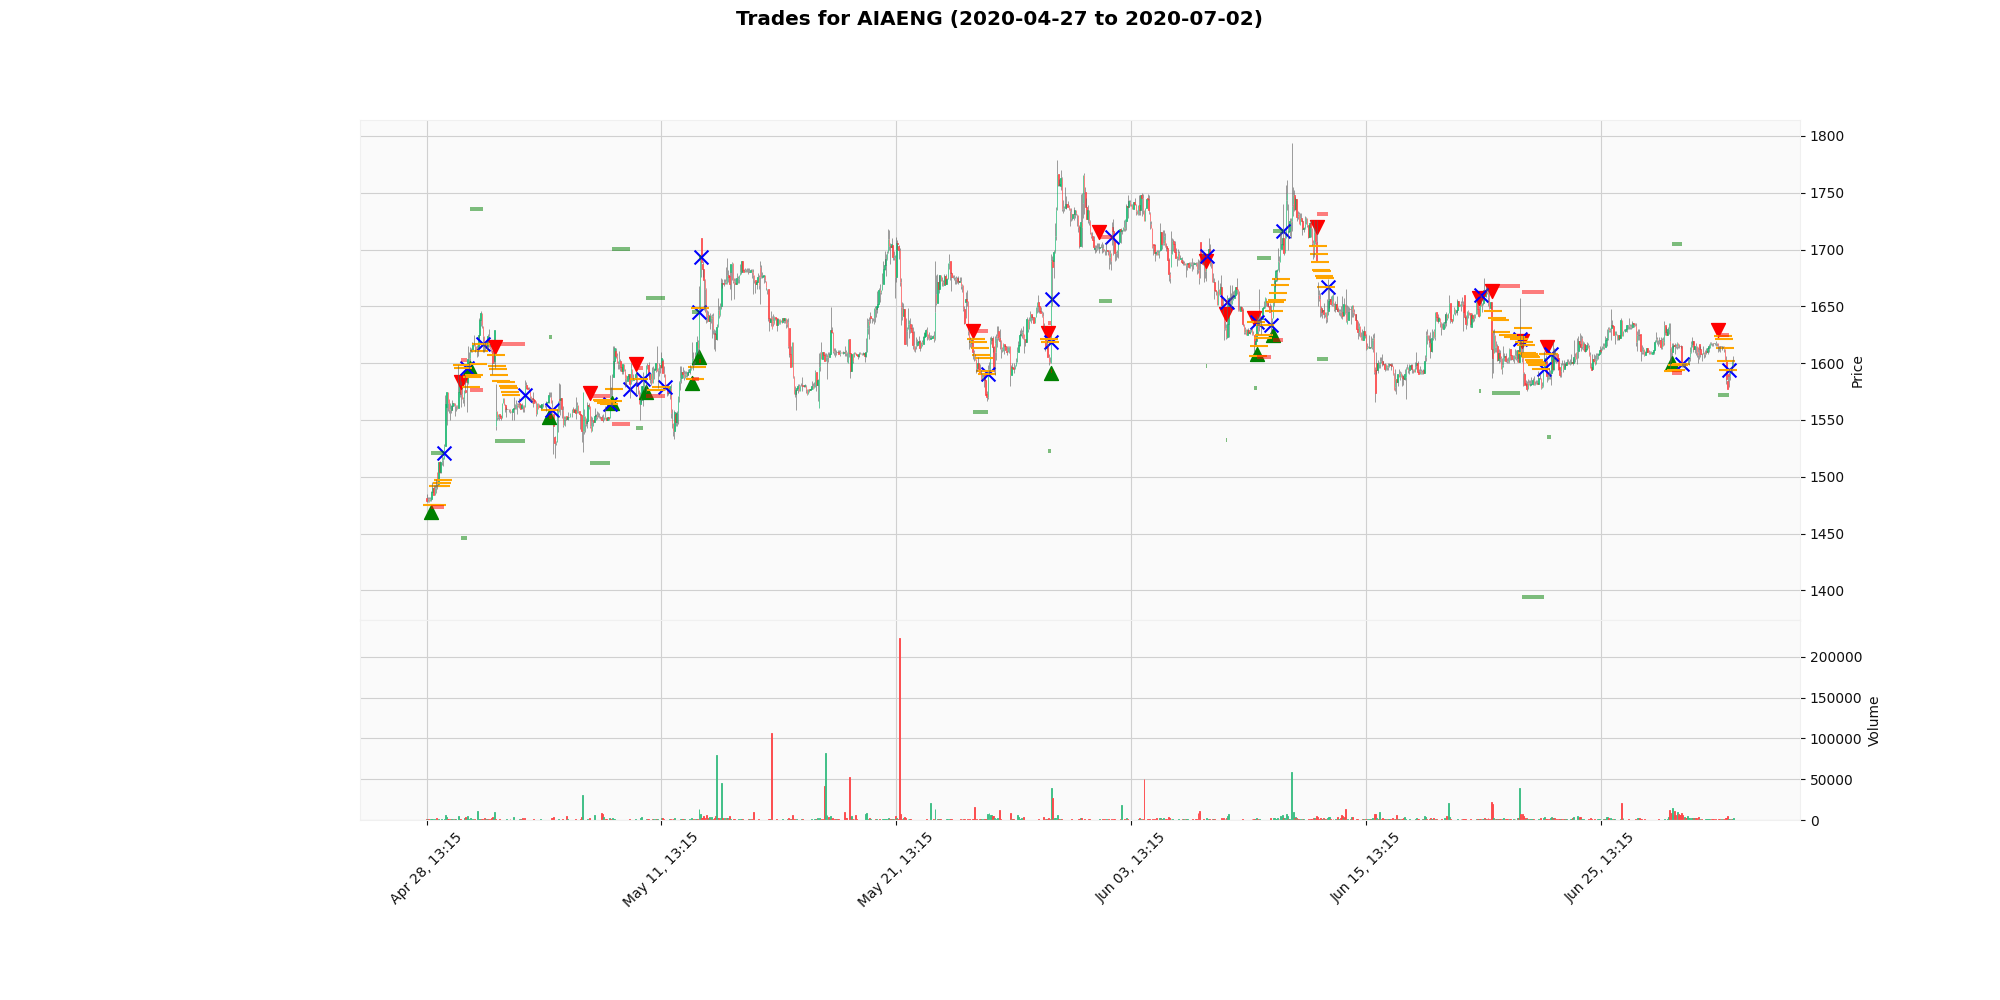 Trades for AIAENG (2020-04-27 to 2020-07-02)
1800
1750
1700
1650
1600
1550
1500
1450
1400
Price
200000
150000
100000
50000
0
Volume
Apr 28, 13:15
May 11, 13:15
May 21, 13:15
Jun 03, 13:15
Jun 15, 13:15
Jun 25, 13:15